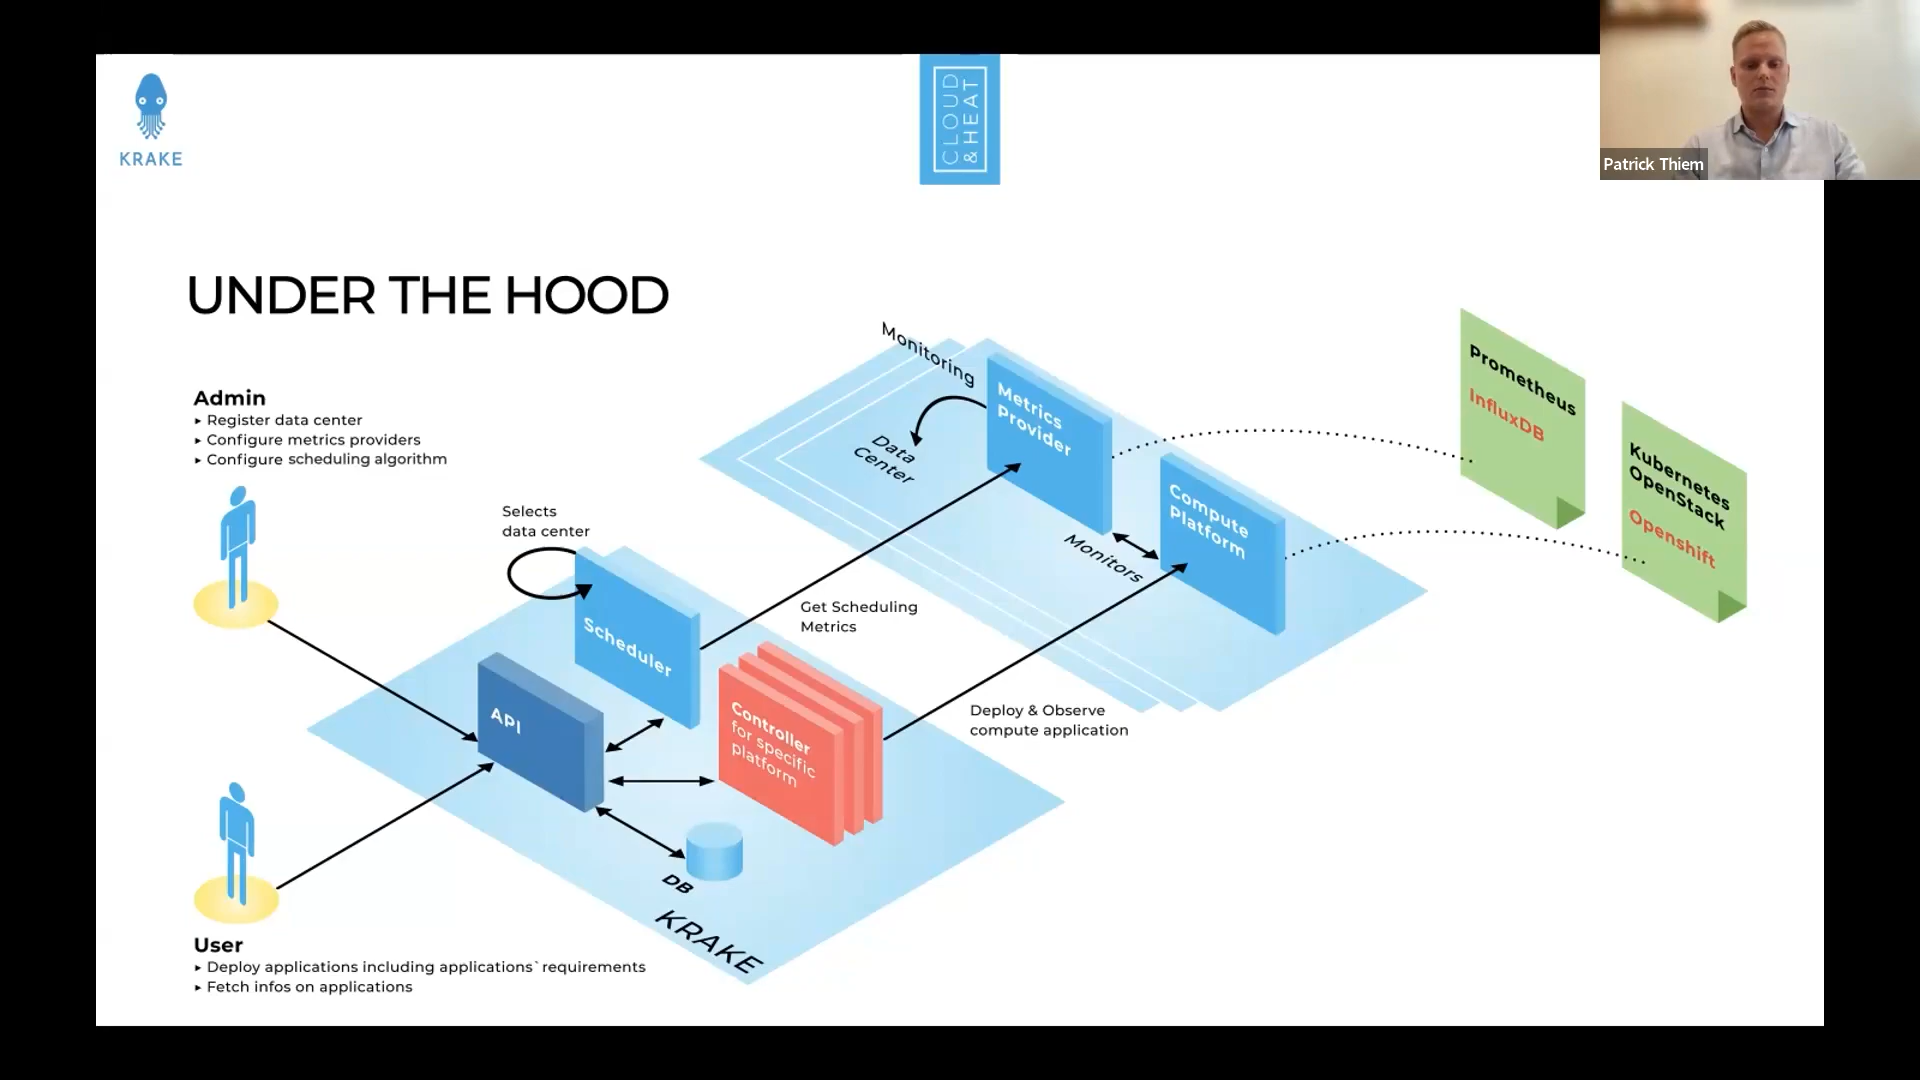 KRAKE
CLOUD
& HEAT
Patrick Thiem
UNDER THE HOOD
Admin
▸ Register data center
▸ Configure metrics providers
▸ Configure scheduling algorithm
Selects
data center
Monitoring
Data
Center
Metrics
Provider
Compute
Platform
Monitors
Prometheus
InfluxDB
Kubernetes
OpenStack
Openshift
Scheduler
Get Scheduling
Metrics
API
Controller
for specific
platform
Deploy & Observe
compute application
DB
KRAKE
User
▸ Deploy applications including applications`requirements
▸ Fetch infos on applications